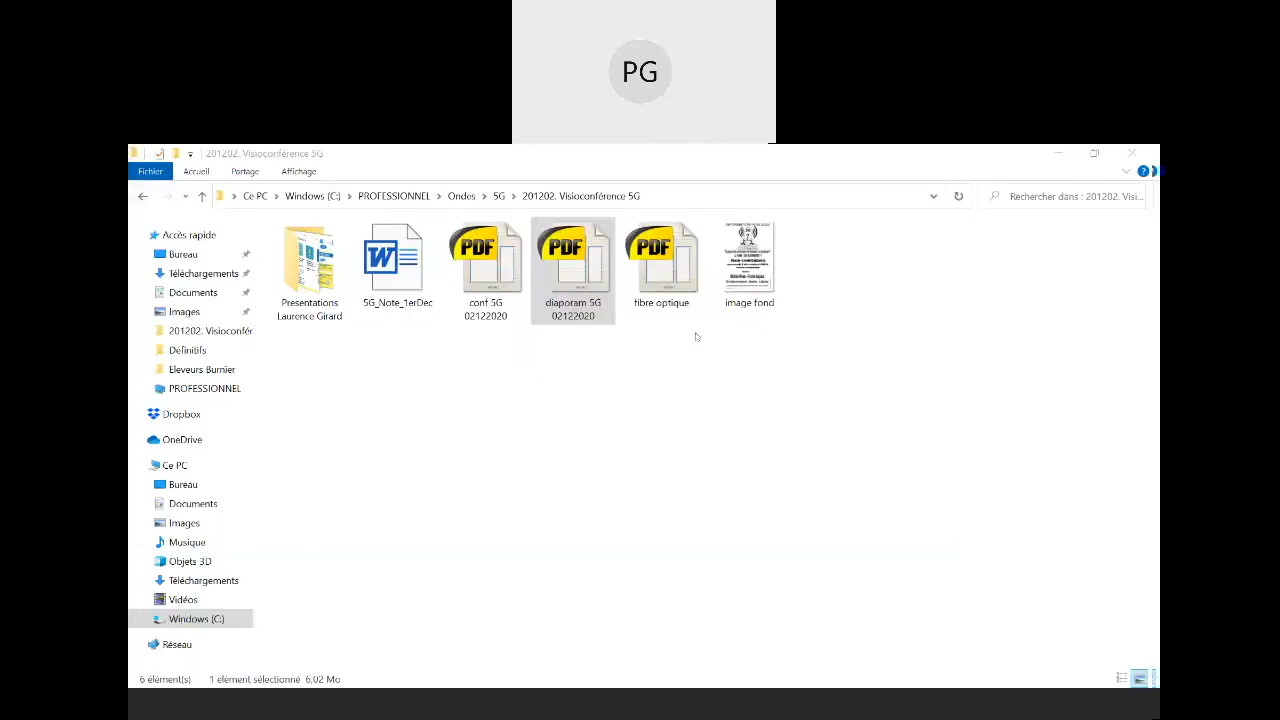 PG
201202. Visioconférence 5G
Fichier
Accueil
Partage
Affichage
Ce PC
Windows (C:)
PROFESSIONNEL
Ondes
5G
201202. Visioconférence 5G
Rechercher dans : 201202. Visi...
Accès rapide
Bureau
Téléchargements
Documents
Images
201202. Visioconfér
Définitifs
Eleveurs Burnier
PROFESSIONNEL
Dropbox
OneDrive
Ce PC
Bureau
Documents
Images
Musique
Objets 3D
Téléchargements
Vidéos
Windows (C:)
Réseau
W
PDF
PDF
PDF
Presentations
Laurence Girard
5G_Note_1erDec
conf 5G
02122020
diaporam 5G
02122020
fibre optique
image fond
6 élément(s)
1 élément sélectionné 6,02 Mo